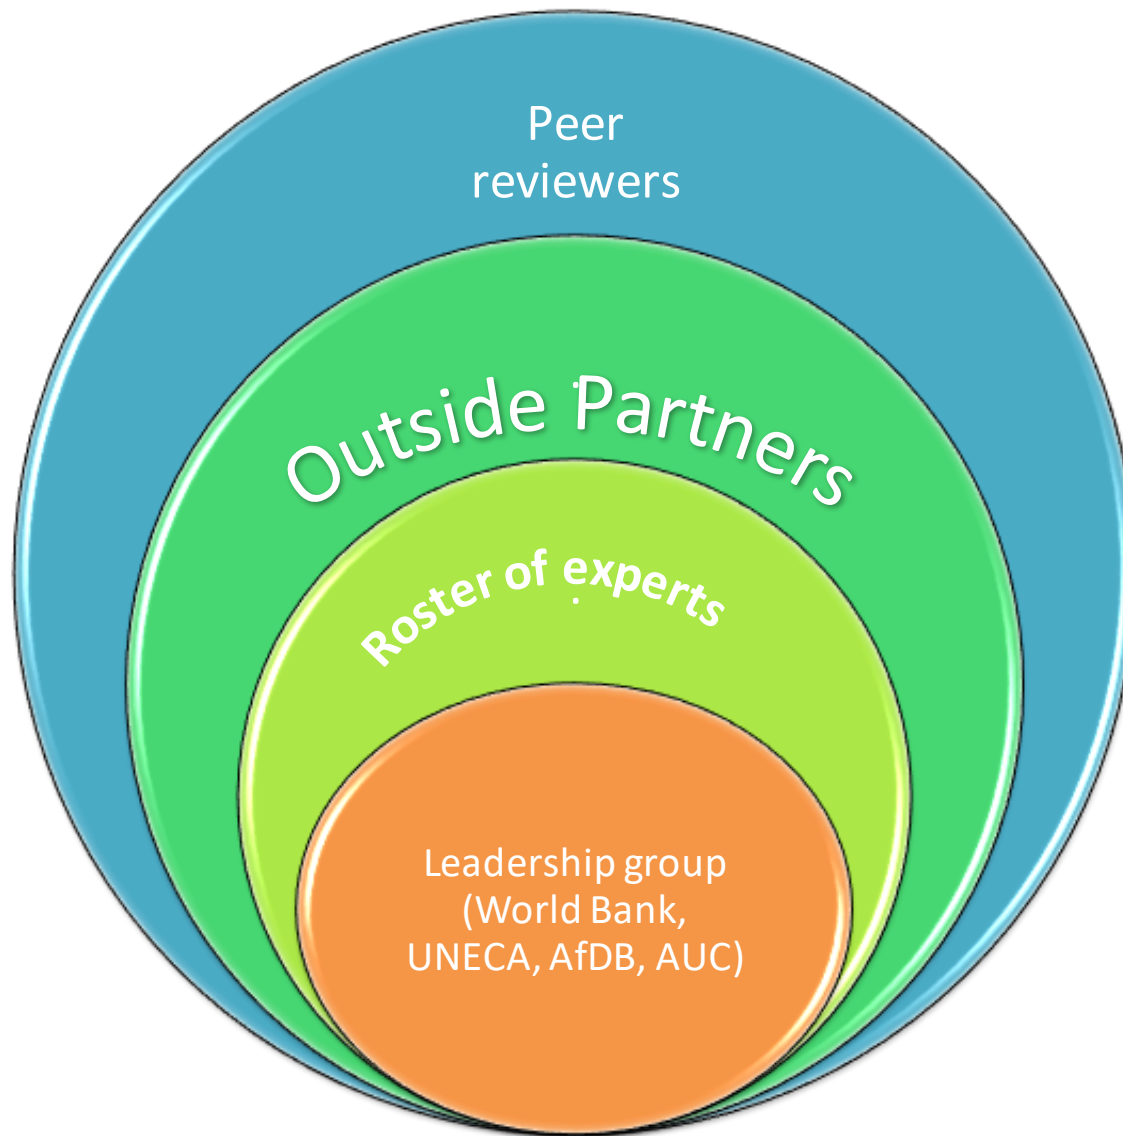 Peer
reviewers
Outside Partners
Roster of experts
Leadership group
(World Bank,
UNECA, AfDB, AUC)